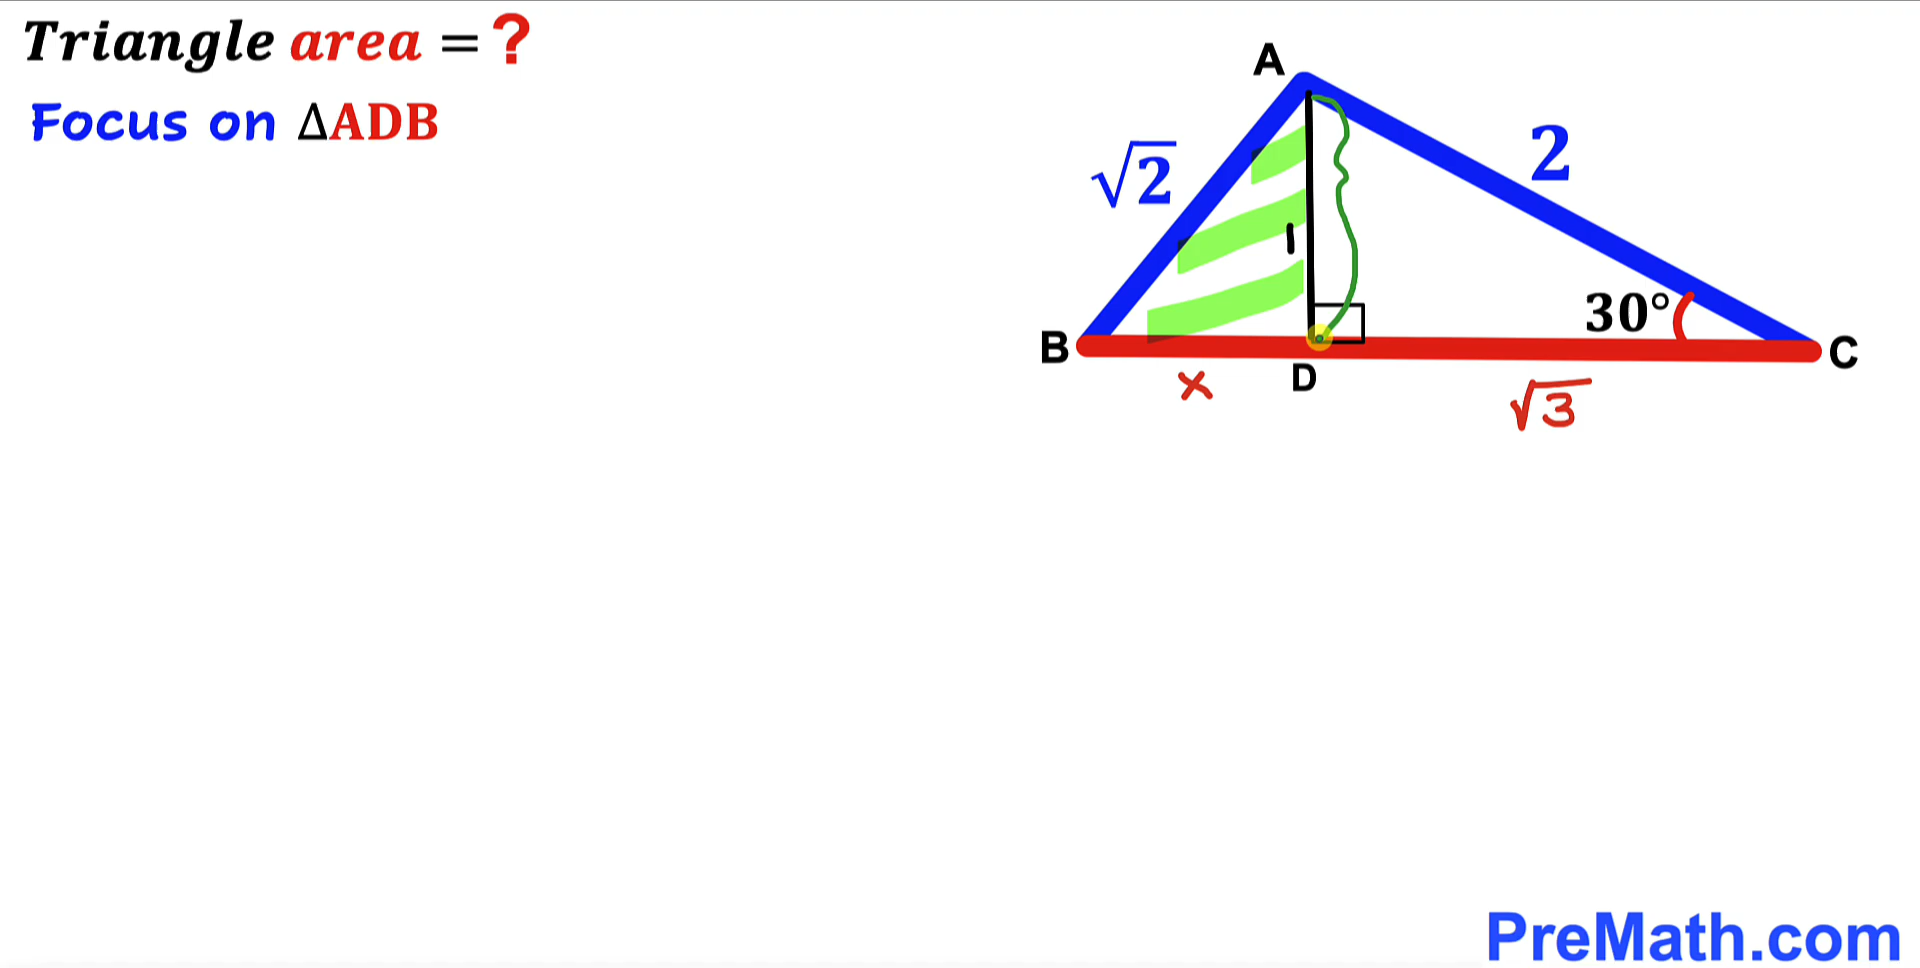 Triangle area = ?
Focus on ΔADB
A
√2
2
1
30°
B
C
x
D
√3
PreMath.com